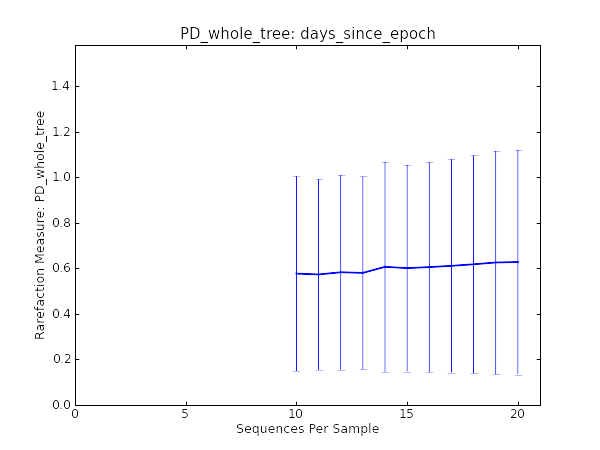 PD_whole_tree: days_since_epoch
Rarefaction Measure: PD_whole_tree
1.4
1.2
1.0
0.8
0.6
0.4
0.2
0.0
0 5 10 15 20
Sequences Per Sample